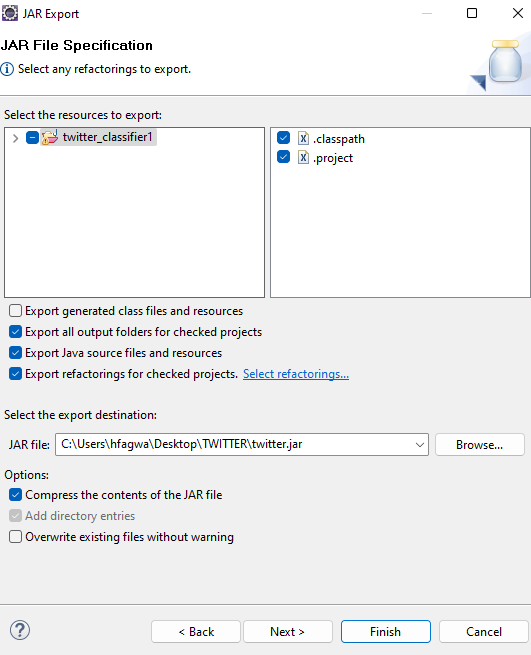 JAR Export
JAR File Specification
Select any refactorings to export.
Select the resources to export:
twitter_classifier1
.classpath
.project
Export generated class files and resources
Export all output folders for checked projects
Export Java source files and resources
Export refactorings for checked projects. Select refactorings...
Select the export destination:
JAR file: C:\Users\hfagwa\Desktop\TWITTER\twitter.jar Browse...
Options:
Compress the contents of the JAR file
Add directory entries
Overwrite existing files without warning
? < Back Next > Finish Cancel